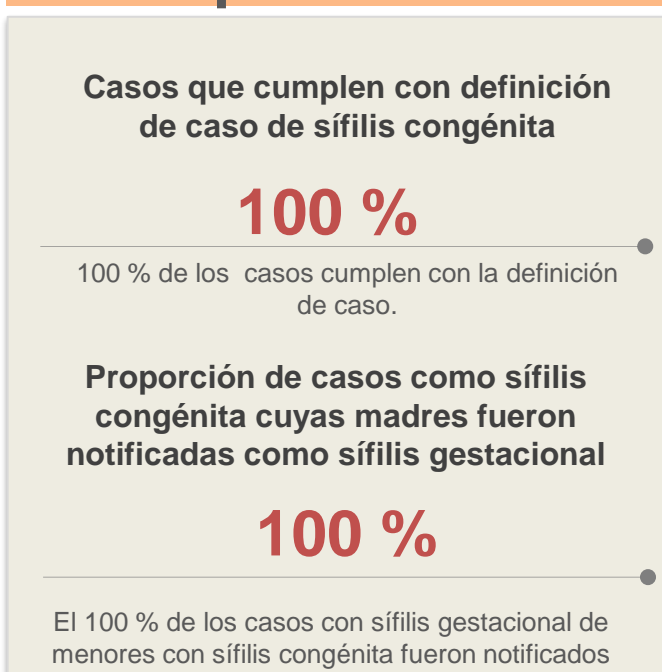 Casos que cumplen con definición
de caso de sífilis congénita
100 %
100 % de los casos cumplen con la definición
de caso.
Proporción de casos como sífilis
congénita cuyas madres fueron
notificadas como sífilis gestacional
100 %
El 100 % de los casos con sífilis gestacional de
menores con sífilis congénita fueron notificados